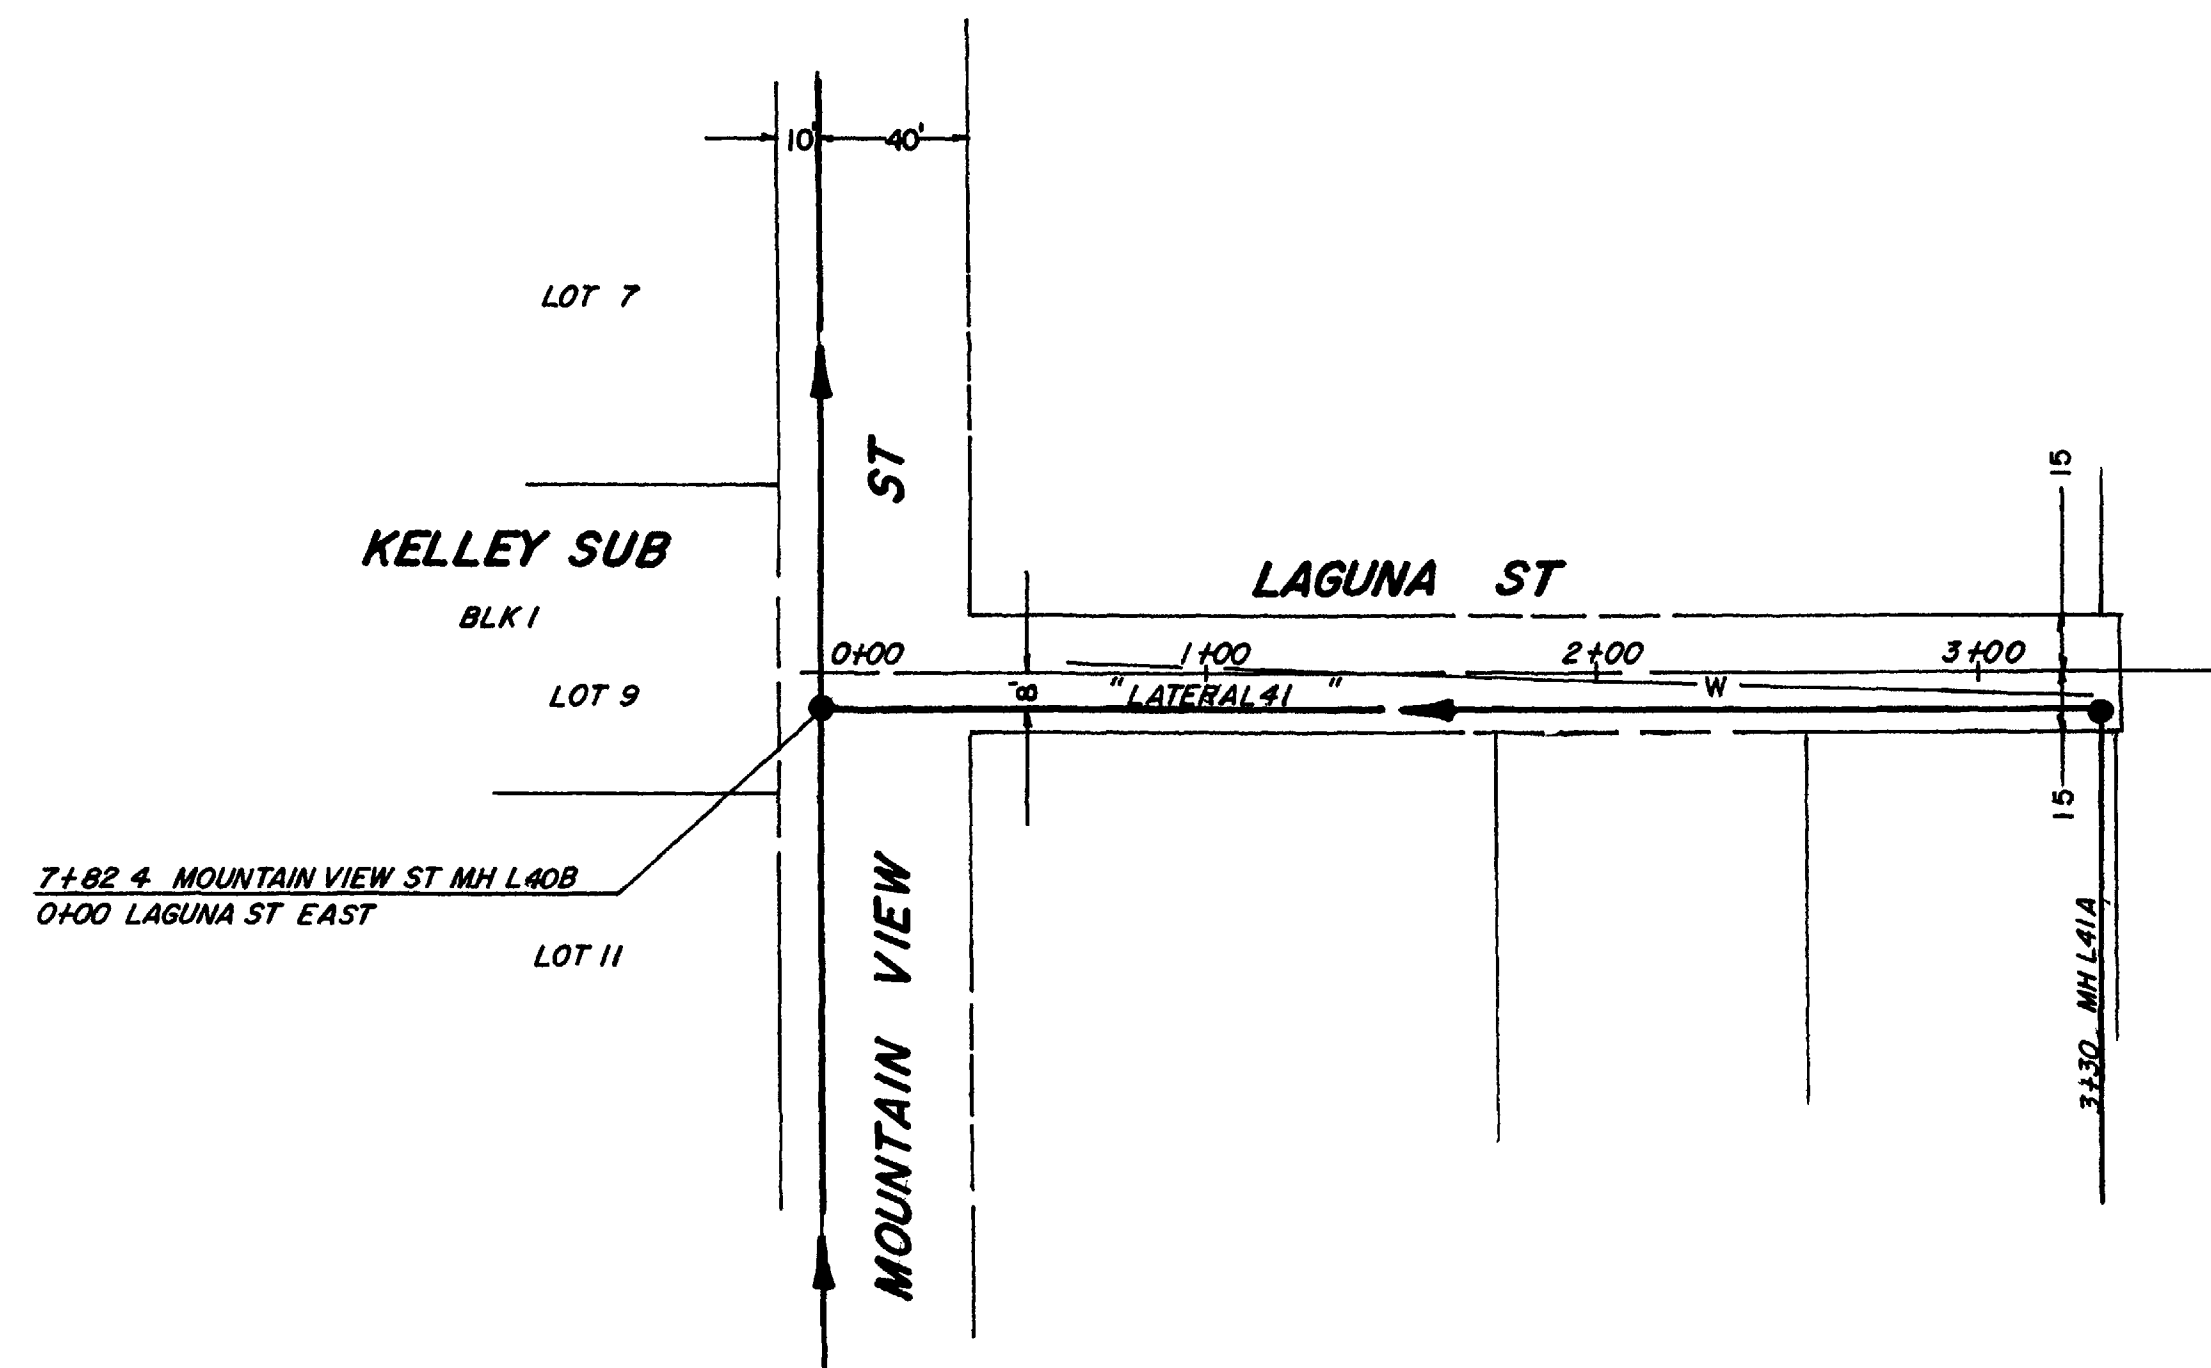 10'
40'
LOT 7
ST
15
KELLEY SUB
LAGUNA ST
BLK 1
0+00
1+00
2+00
3+00
LOT 9
8'
"LATERAL 41"
W
15
7+82 4 MOUNTAIN VIEW ST MH L40B
0+00 LAGUNA ST EAST
LOT 11
MOUNTAIN VIEW
3+30 MH L41A